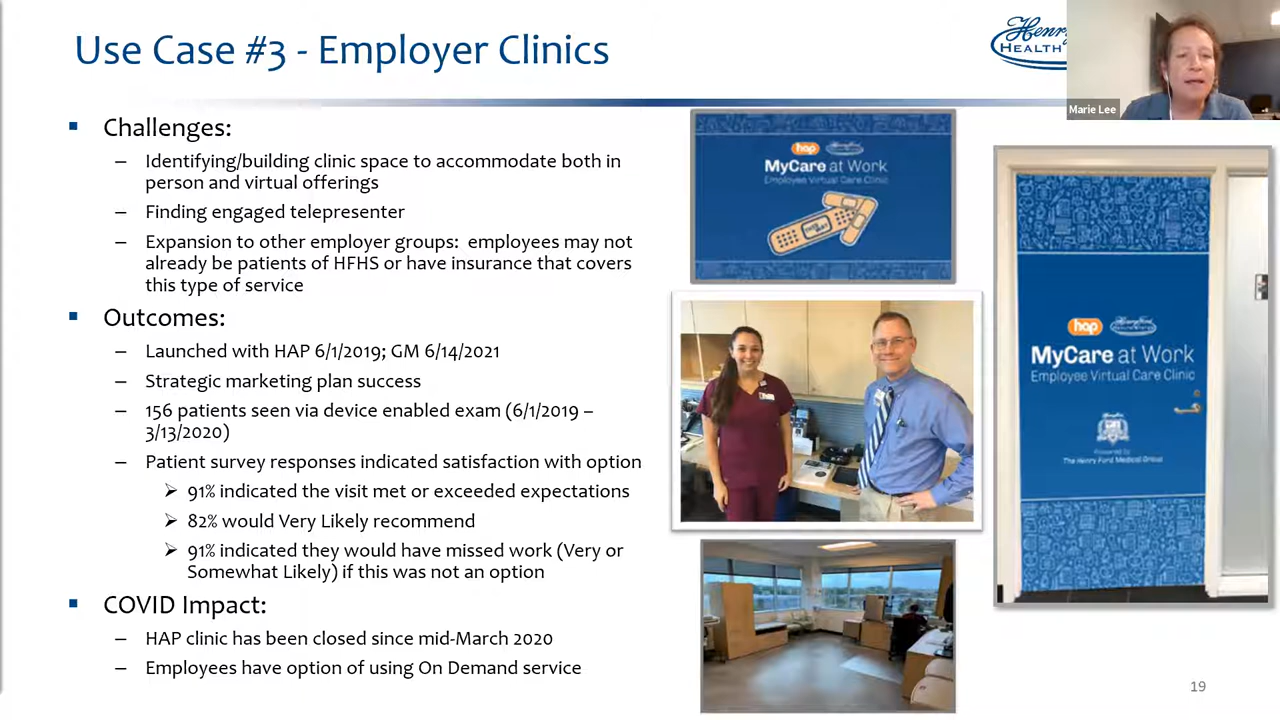 Use Case #3 - Employer Clinics
Henry
HEALTH
Marie Lee
▪ Challenges:
– Identifying/building clinic space to accommodate both in
person and virtual offerings
– Finding engaged telepresenter
– Expansion to other employer groups: employees may not
already be patients of HFHS or have insurance that covers
this type of service
▪ Outcomes:
– Launched with HAP 6/1/2019; GM 6/14/2021
– Strategic marketing plan success
– 156 patients seen via device enabled exam (6/1/2019 –
3/13/2020)
– Patient survey responses indicated satisfaction with option
➢ 91% indicated the visit met or exceeded expectations
➢ 82% would Very Likely recommend
➢ 91% indicated they would have missed work (Very or
Somewhat Likely) if this was not an option
▪ COVID Impact:
– HAP clinic has been closed since mid-March 2020
– Employees have option of using On Demand service
hap
MyCare at Work
Employee Virtual Care Clinic
THIS WAY
hap
Henry Ford
MyCare at Work
Employee Virtual Care Clinic
Powered by
The Henry Ford Medical Group
19